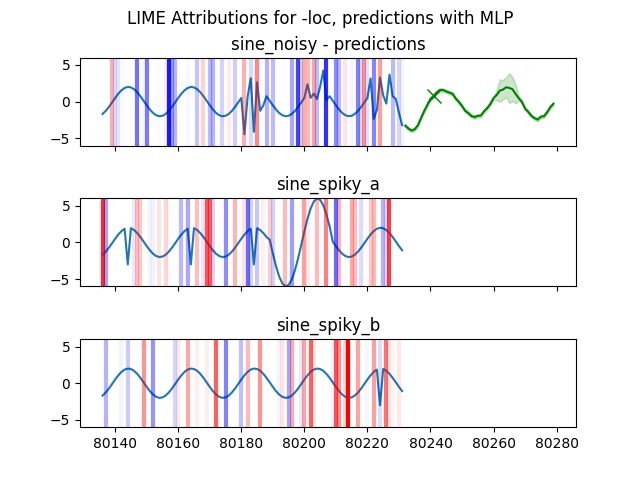 LIME Attributions for -loc, predictions with MLP
sine_noisy - predictions
5
0
−5
sine_spiky_a
5
0
−5
sine_spiky_b
5
0
−5
80140 80160 80180 80200 80220 80240 80260 80280